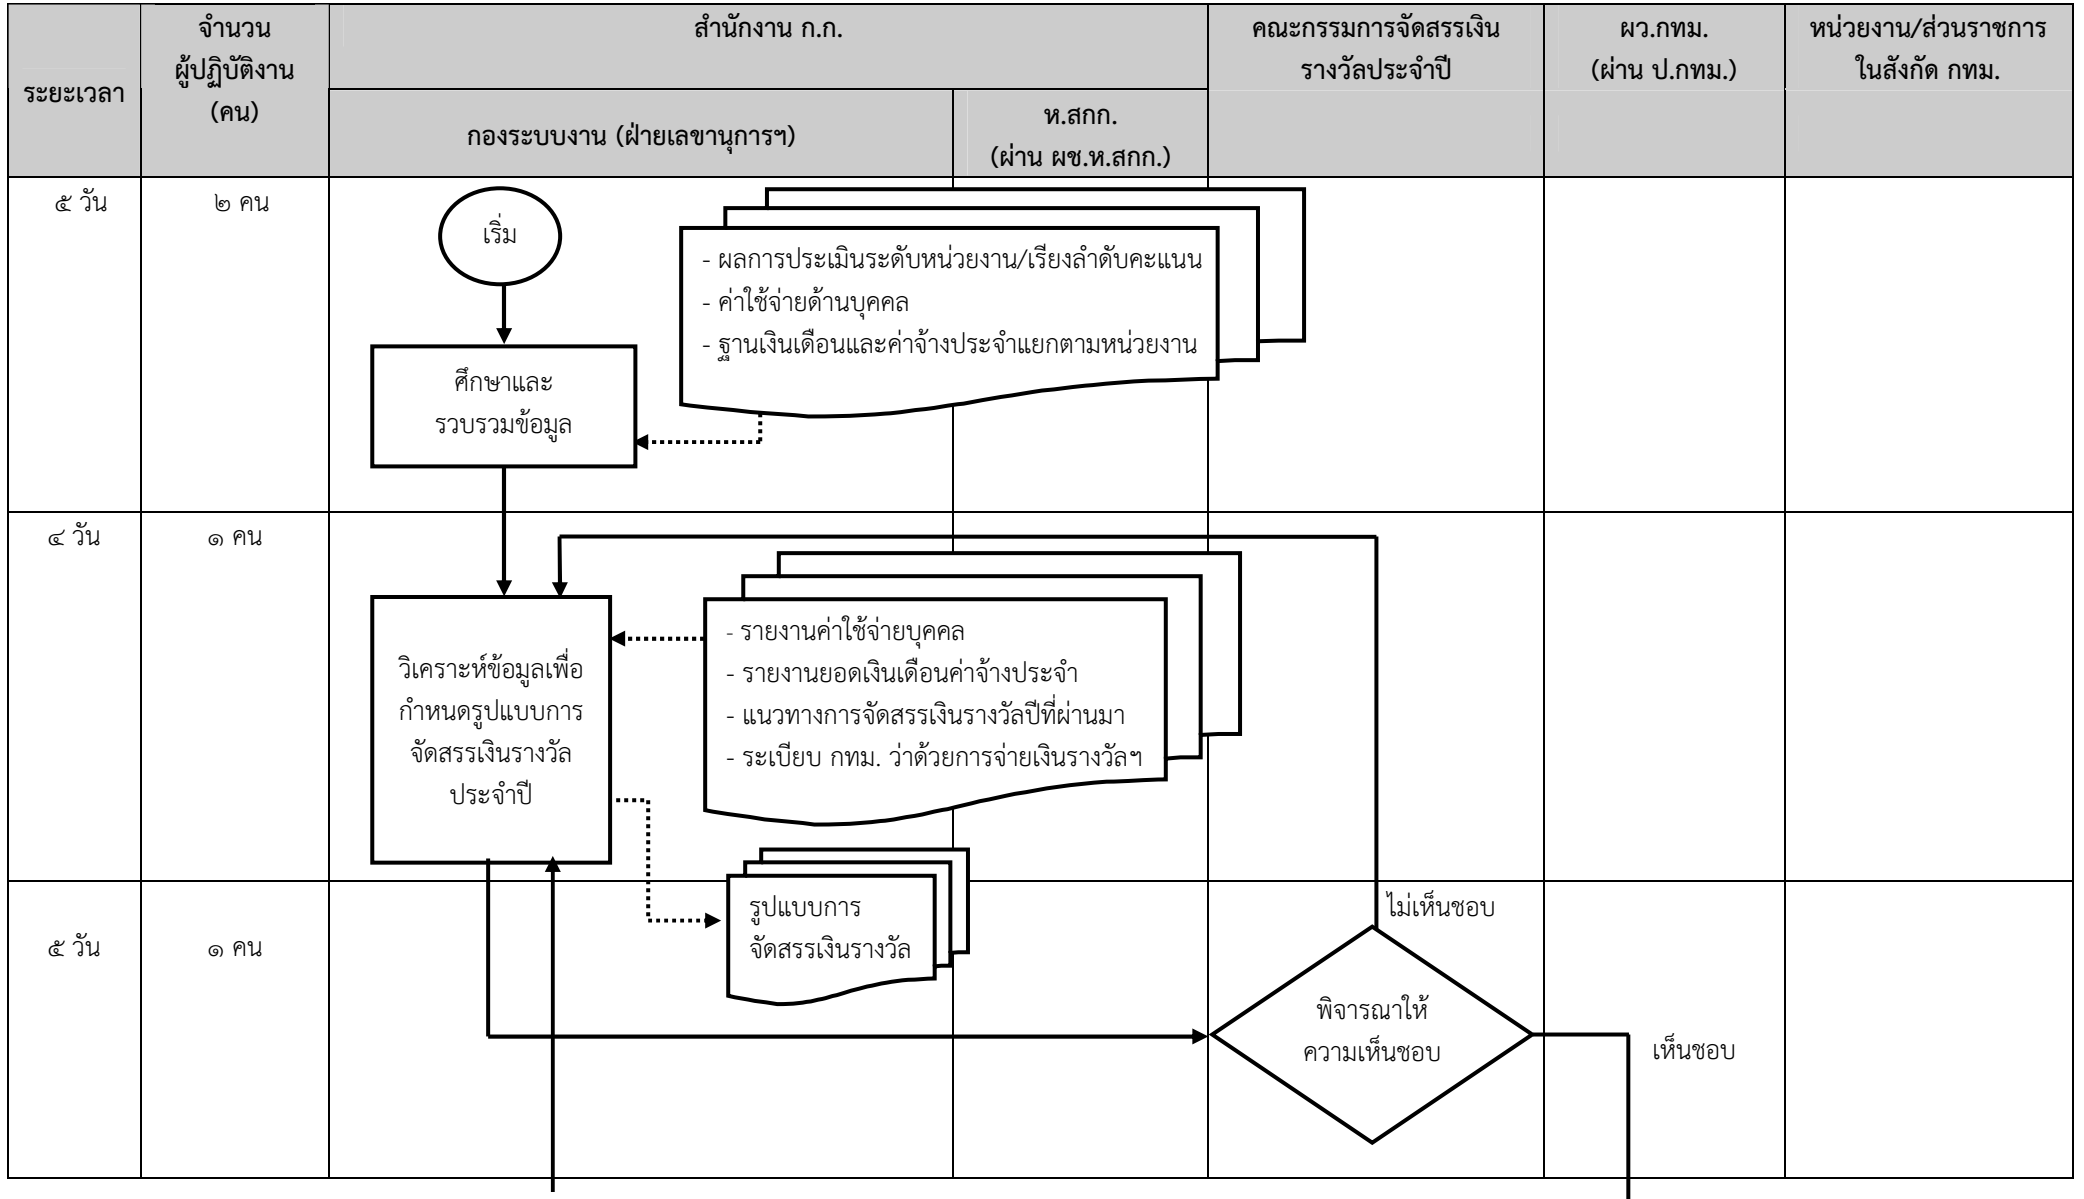 ระยะเวลา
จำนวน
ผู้ปฏิบัติงาน
(คน)
สำนักงาน ก.ก.
คณะกรรมการจัดสรรเงิน
รางวัลประจำปี
ผว.กทม.
(ผ่าน ป.กทม.)
หน่วยงาน/ส่วนราชการ
ในสังกัด กทม.
กองระบบงาน (ฝ่ายเลขานุการฯ)
ห.สกก.
(ผ่าน ผช.ห.สกก.)
๕ วัน
๒ คน
เริ่ม
- ผลการประเมินระดับหน่วยงาน/เรียงลำดับคะแนน
- ค่าใช้จ่ายด้านบุคคล
- ฐานเงินเดือนและค่าจ้างประจำแยกตามหน่วยงาน
ศึกษาและ
รวบรวมข้อมูล
๔ วัน
๑ คน
- รายงานค่าใช้จ่ายบุคคล
- รายงานยอดเงินเดือนค่าจ้างประจำ
- แนวทางการจัดสรรเงินรางวัลปีที่ผ่านมา
- ระเบียบ กทม. ว่าด้วยการจ่ายเงินรางวัลฯ
วิเคราะห์ข้อมูลเพื่อ
กำหนดรูปแบบการ
จัดสรรเงินรางวัล
ประจำปี
๕ วัน
๑ คน
รูปแบบการ
จัดสรรเงินรางวัล
ไม่เห็นชอบ
พิจารณาให้
ความเห็นชอบ
เห็นชอบ